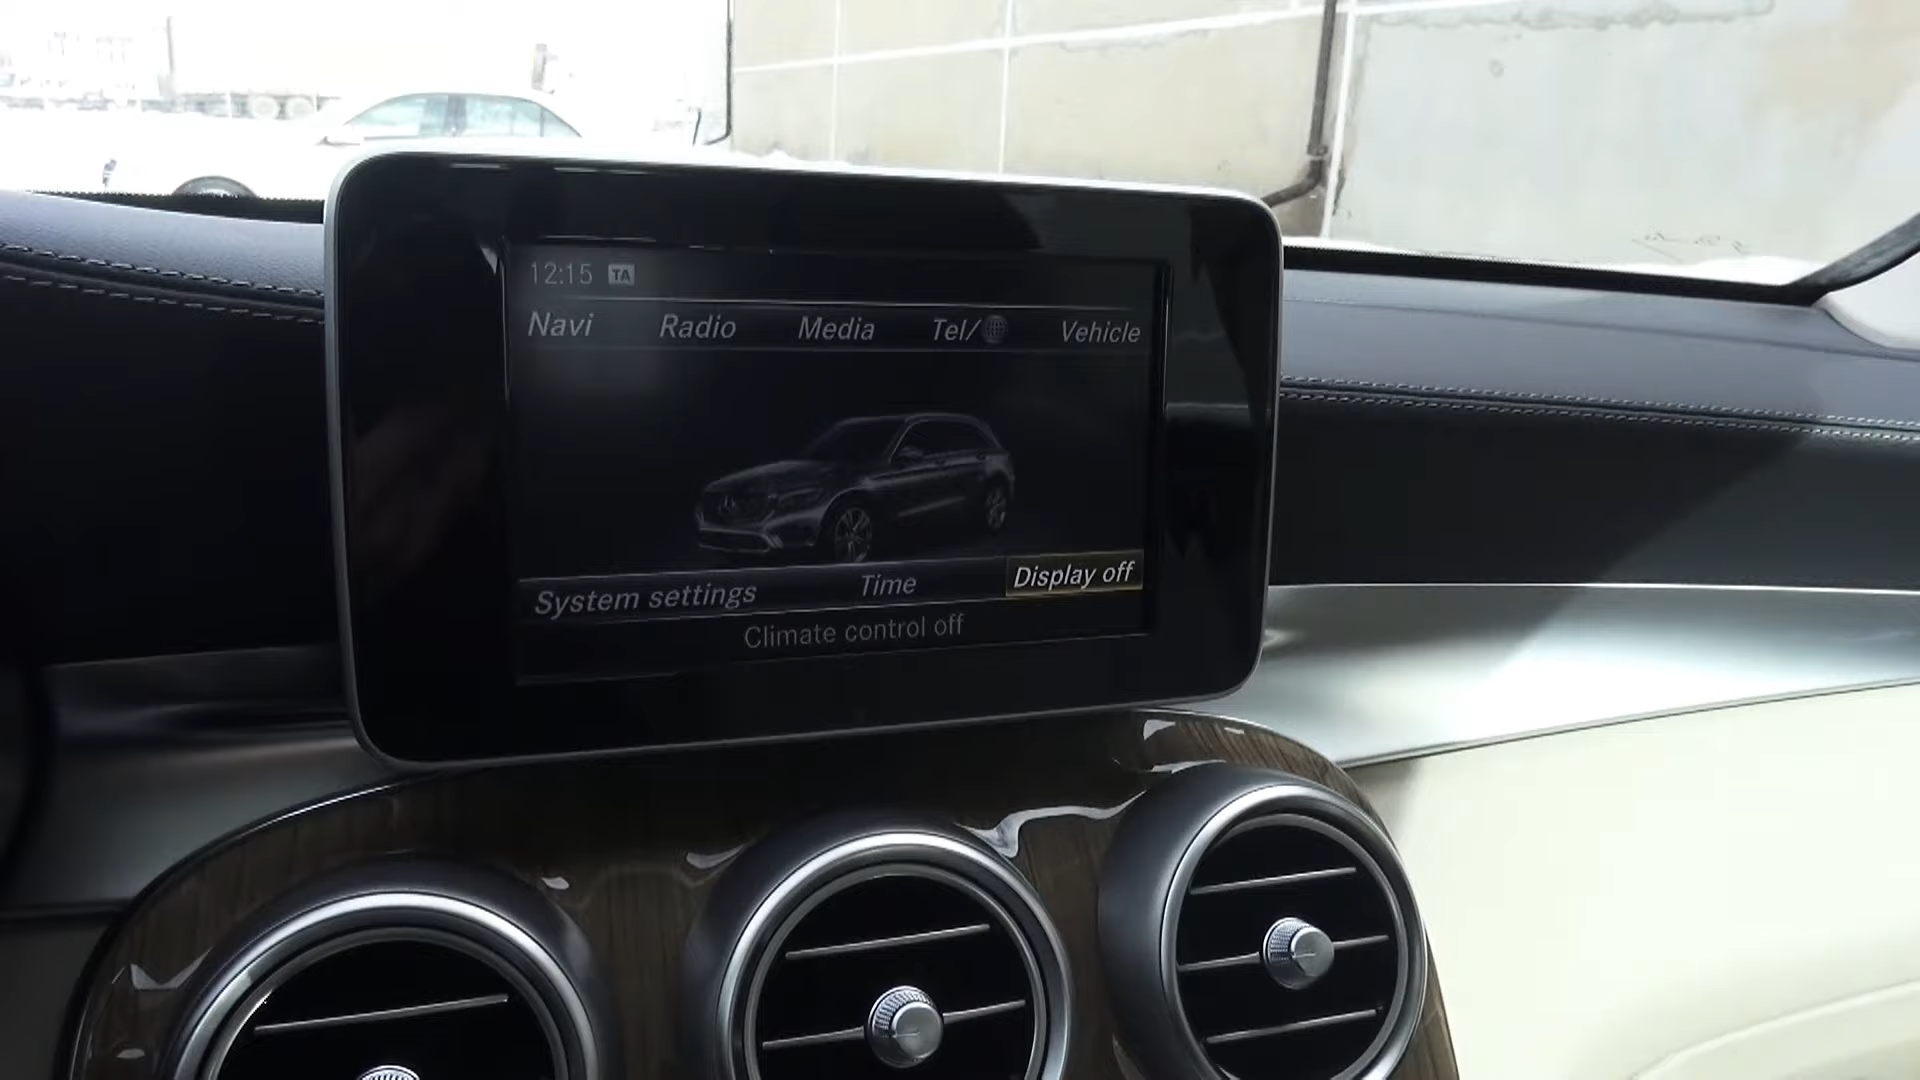 12:15 TA
Navi Radio Media Tel/ Vehicle
System settings Time Display off
Climate control off